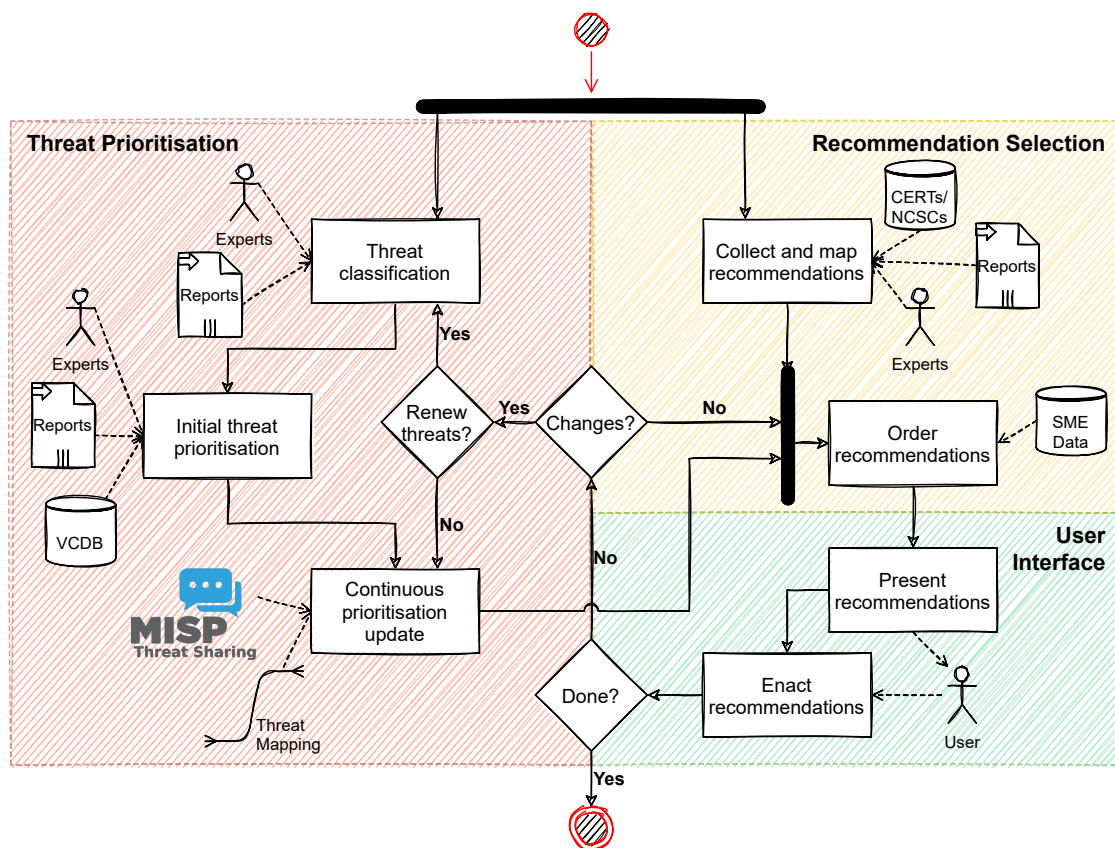 Threat Prioritisation
Recommendation Selection
Experts
Reports
Threat
classification
CERTs/
NCSCs
Collect and map
recommendations
Reports
Experts
Experts
Reports
VCDB
Initial threat
prioritisation
Yes
Renew
threats?
Yes
Changes?
No
Order
recommendations
SME
Data
No
No
User
Interface
MISP
Threat Sharing
Continuous
prioritisation
update
Threat
Mapping
Present
recommendations
Done?
Enact
recommendations
User
Yes